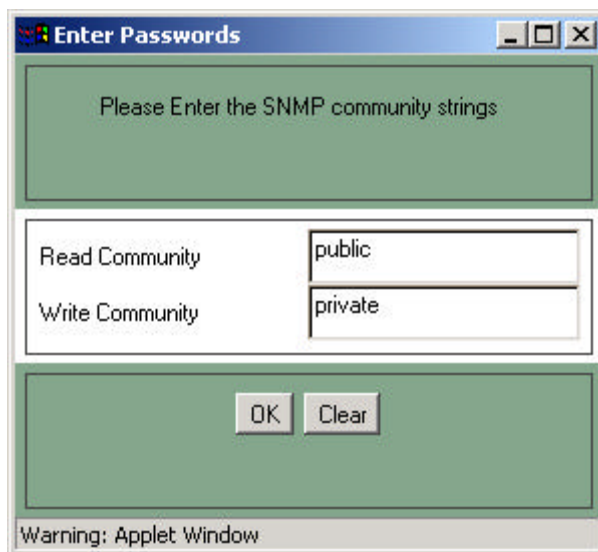 Enter Passwords
Please Enter the SNMP community strings
Read Community public
Write Community private
OK Clear
Warning: Applet Window